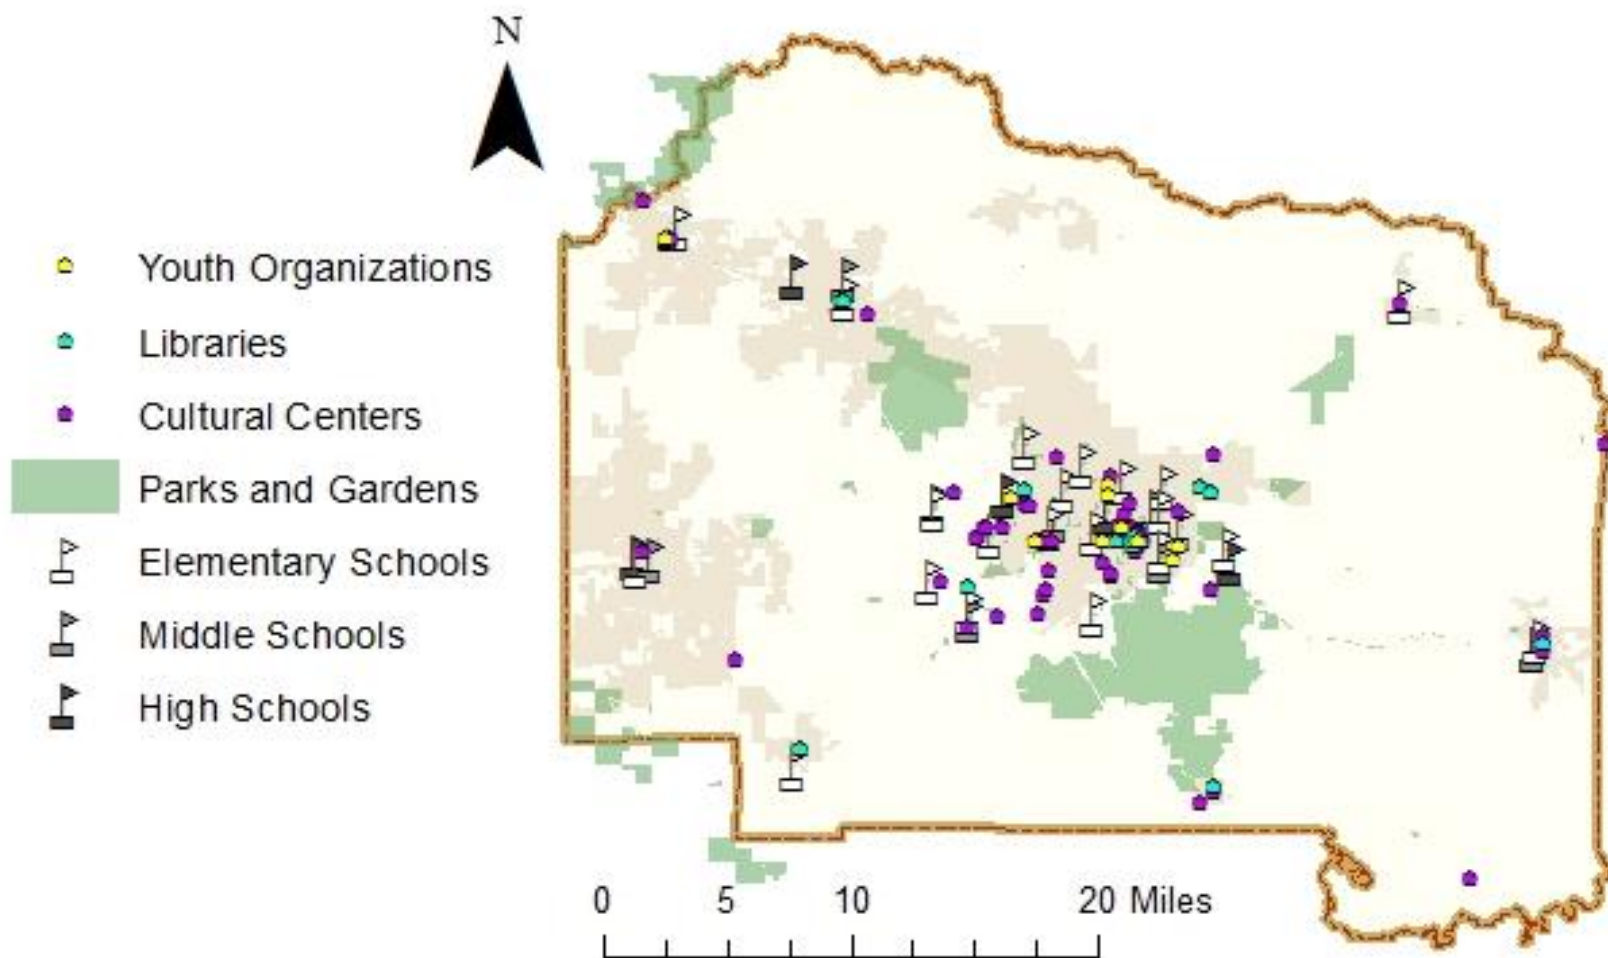 N
Youth Organizations
Libraries
Cultural Centers
Parks and Gardens
Elementary Schools
Middle Schools
High Schools
0 5 10 20 Miles